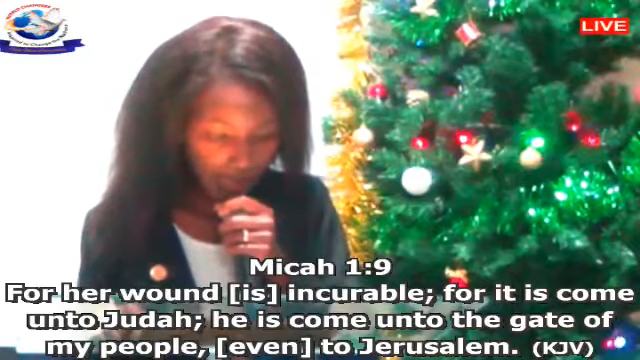 LIVE
Micah 1:9
For her wound [is] incurable; for it is come
unto Judah; he is come unto the gate of
my people, [even] to Jerusalem. (KJV)